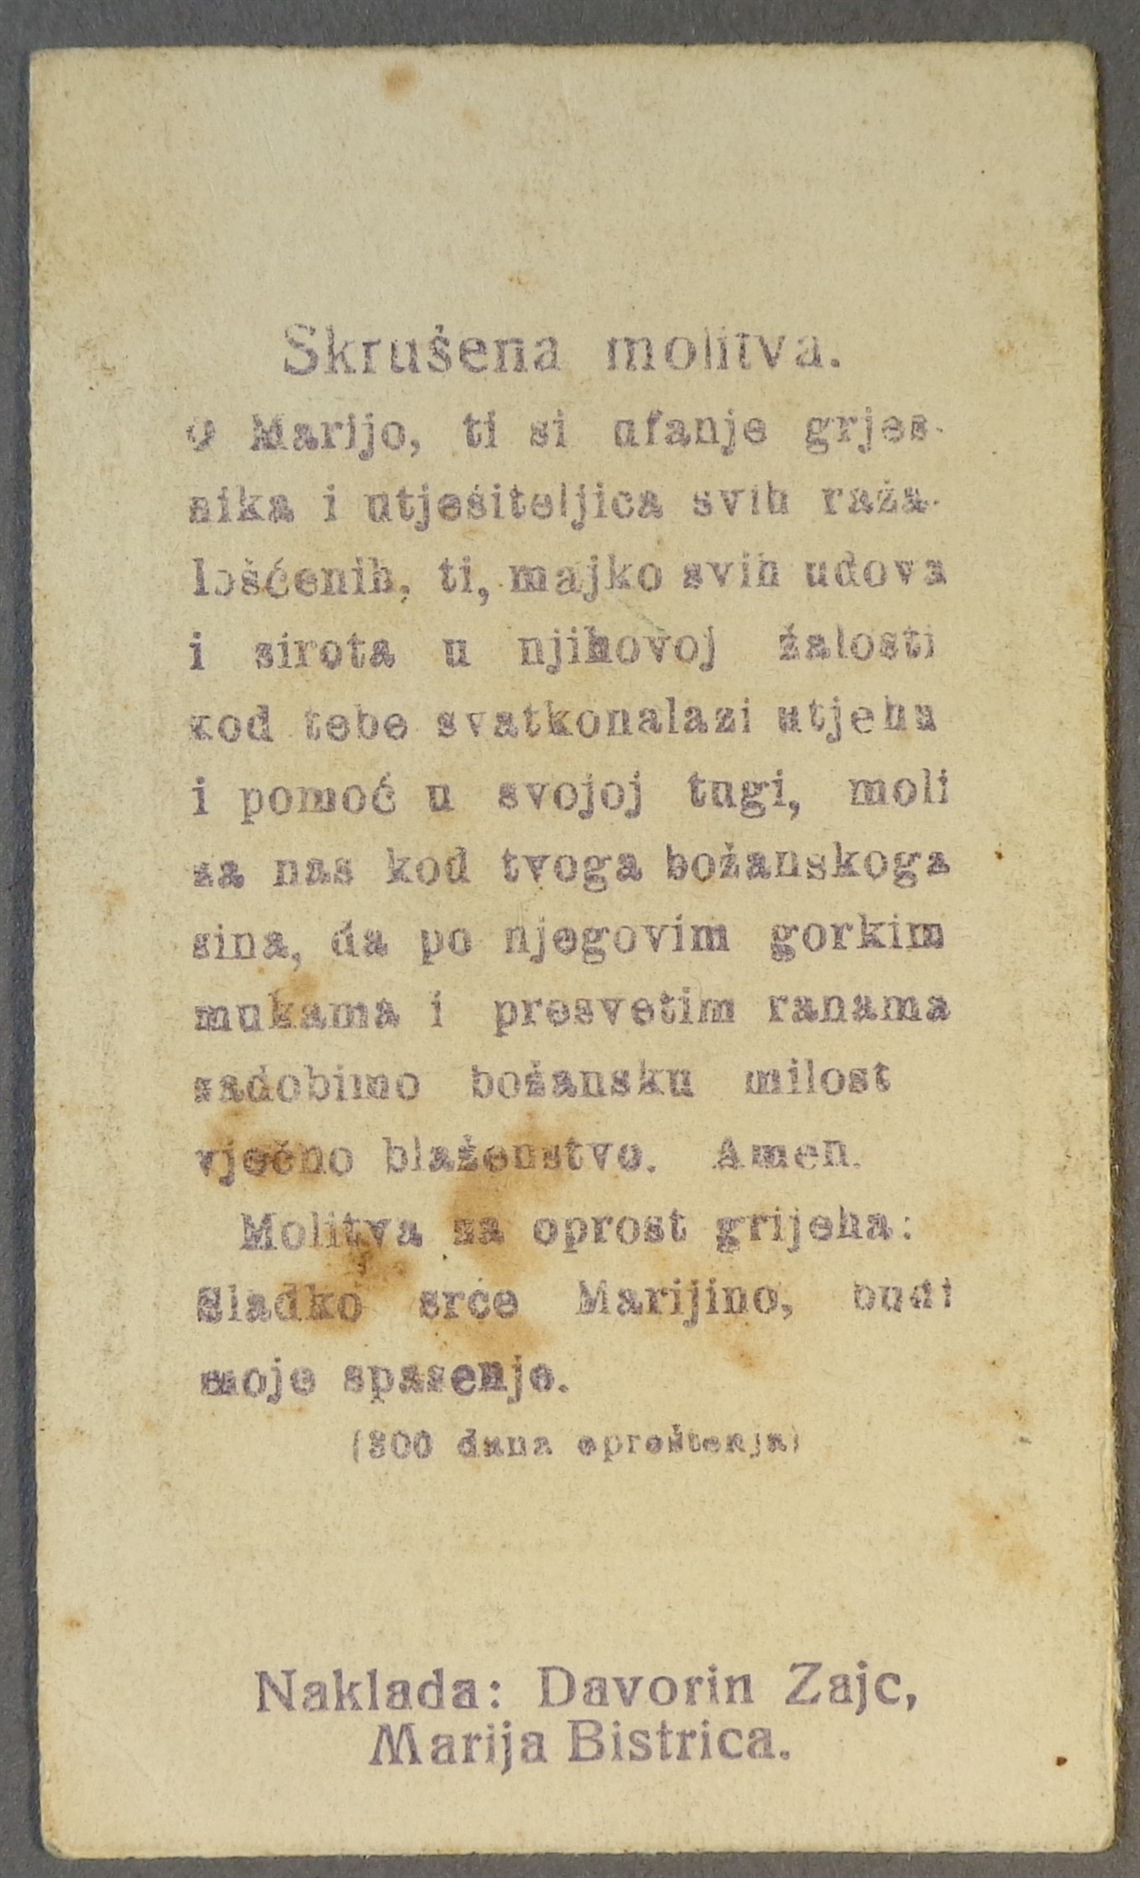 Skrušena molitva.
O Marijo, ti si ufanje grjes-
nika i utješiteljica svih raža-
lošćenih, ti, majko svih udova
i sirota u njihovoj žalosti
kod tebe svatkonalazi utjehu
i pomoć u svojoj tugi, moli
za nas kod tvoga božanskoga
sina, da po njegovim gorkim
mukama i presvetim ranama
zadobimo božansku milost
vječno blaženstvo. Amen.
Molitva za oprost grijeha:
Sladko srce Marijino, budi
moje spasenje.
(300 dana oproštenja)
Naklada: Davorin Zajc,
Marija Bistrica.